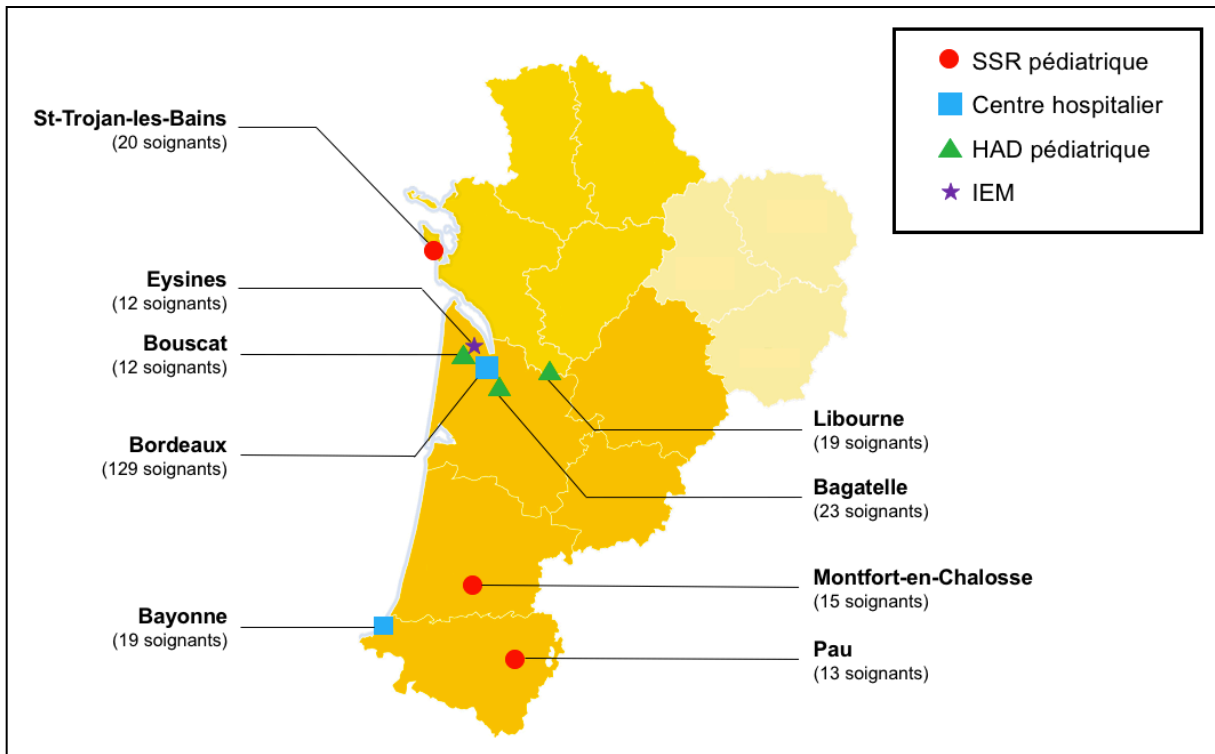 SSR pédiatrique
Centre hospitalier
HAD pédiatrique
IEM
St-Trojan-les-Bains
(20 soignants)
Eysines
(12 soignants)
Bouscat
(12 soignants)
Bordeaux
(129 soignants)
Bayonne
(19 soignants)
Libourne
(19 soignants)
Bagatelle
(23 soignants)
Montfort-en-Chalosse
(15 soignants)
Pau
(13 soignants)